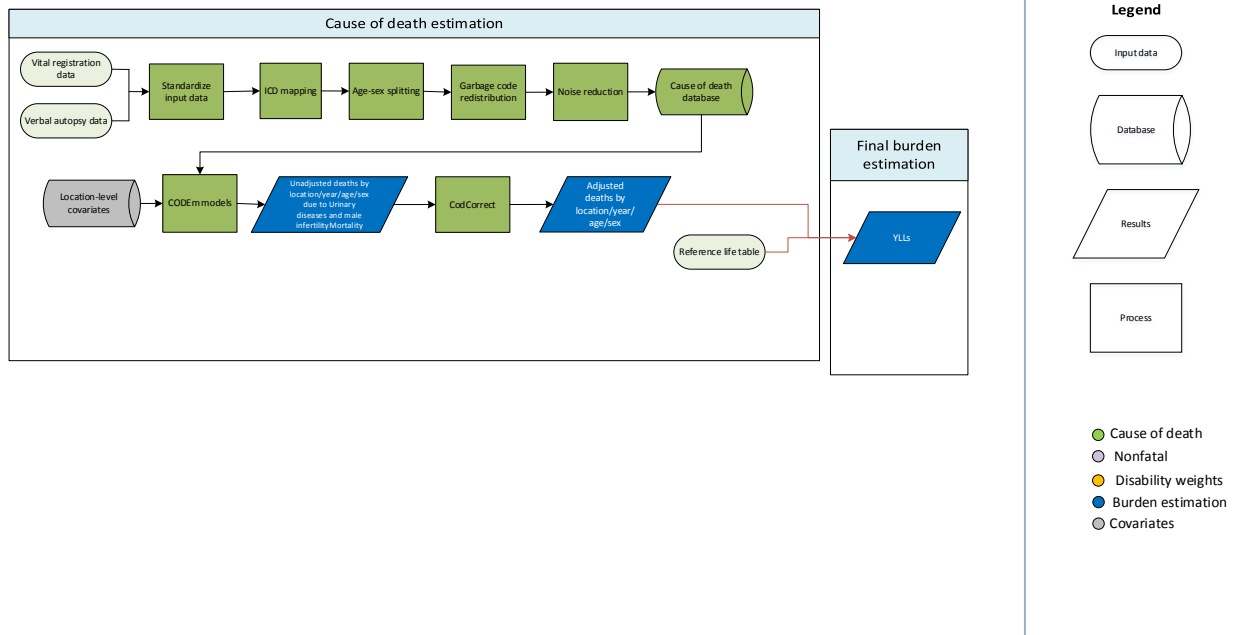 Cause of death estimation
Vital registration
data
Verbal autopsy data
Standardize
input data
ICD mapping
Age-sex splitting
Garbage code
redistribution
Noise reduction
Cause of death
database
Location-level
covariates
CODEm models
Unadjusted deaths by
location/year/age/sex
due to Urinary
diseases and male
infertilityMortality
CodCorrect
Adjusted
deaths by
location/year/
age/sex
Reference life table
Final burden
estimation
YLLs
Legend
Input data
Database
Results
Process
Cause of death
Nonfatal
Disability weights
Burden estimation
Covariates